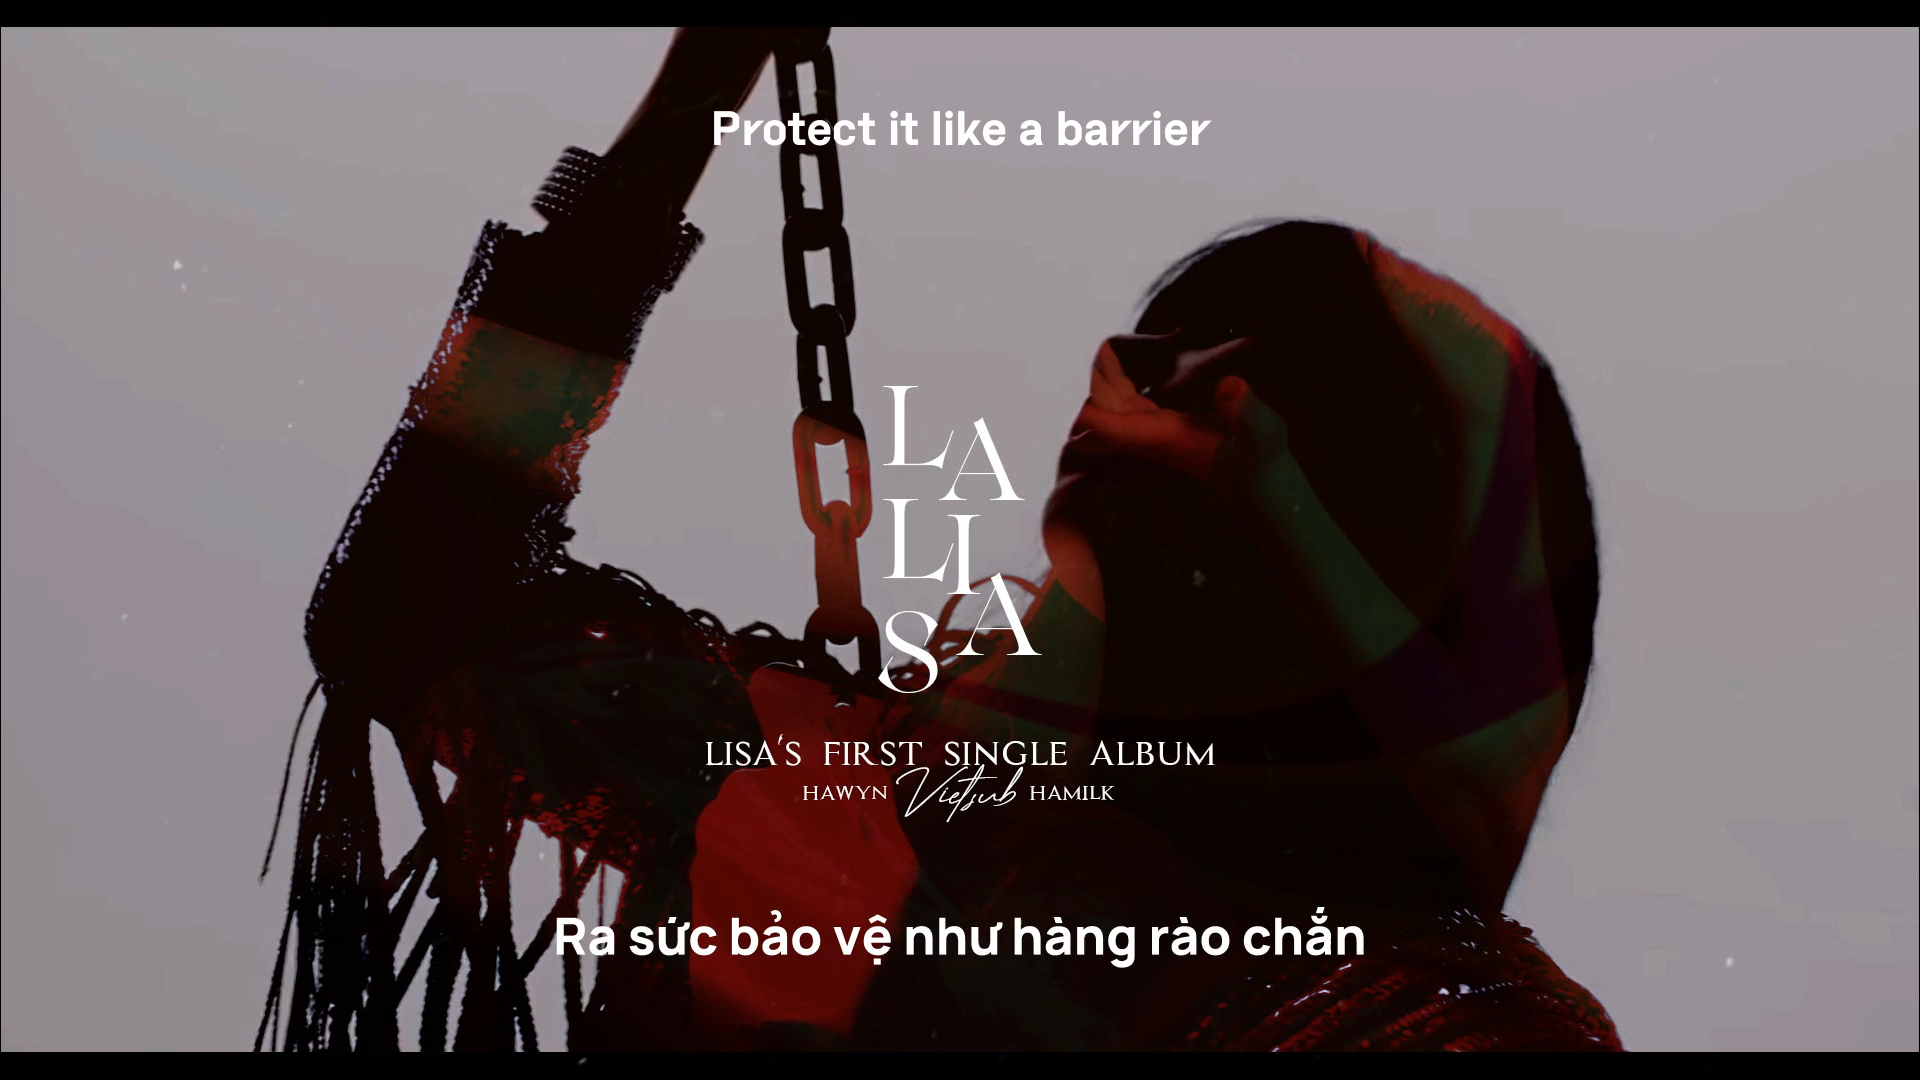 Protect it like a barrier
LA
LI
SA
LISA'S FIRST SINGLE ALBUM
HAWYN Vietsub HAMILK
Ra sức bảo vệ như hàng rào chắn